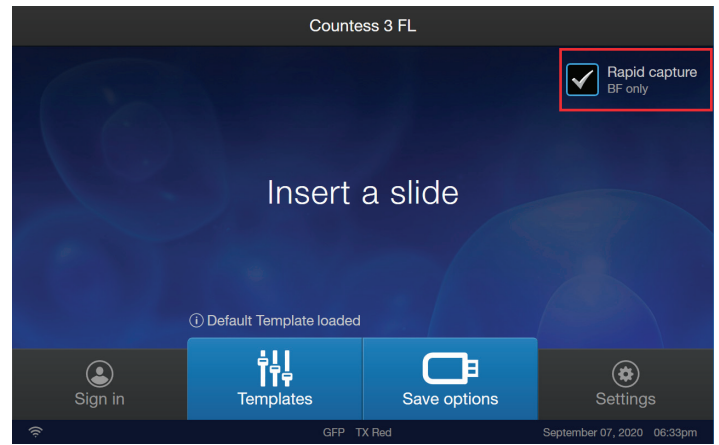 Countess 3 FL
Rapid capture
BF only
Insert a slide
Default Template loaded
Sign in
Templates
Save options
Settings
GFP TX Red
September 07, 2020 06:33pm